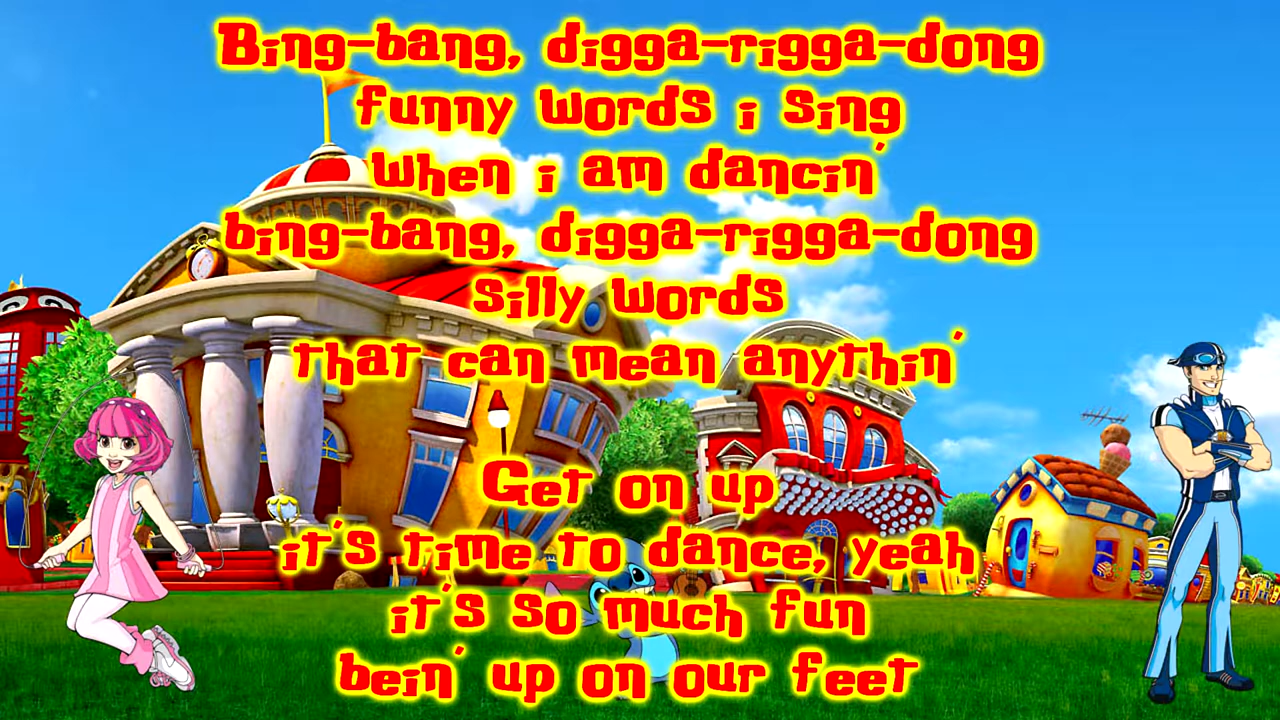 Bing-bang, digga-rigga-dong
funny words i sing
when i am dancin'
bing-bang, digga-rigga-dong
silly words
that can mean anythin'
Get on up
it's time to dance, yeah
it's so much fun
bein' up on our feet